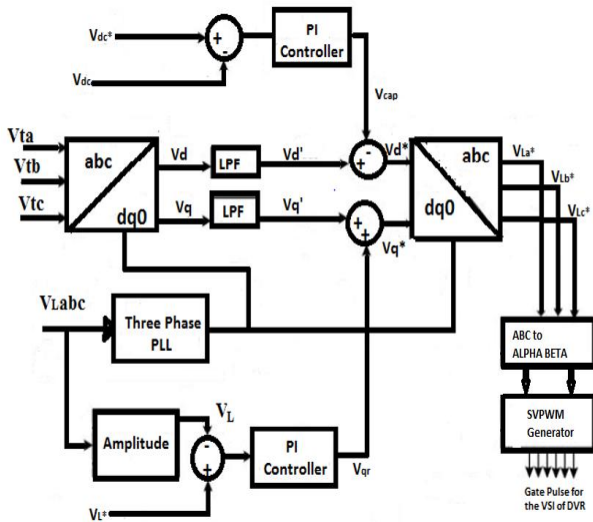 Vdc*
+
-
PI
Controller
Vdc
Vcap
Vta
Vtb
Vtc
abc
dq0
Vd
LPF
Vd'
-
+
Vd*
Vq
LPF
Vq'
+
+
Vq*
abc
dq0
VLa*
VLb*
VLc*
VLabc
Three Phase
PLL
ABC to
ALPHA BETA
SVPWM
Generator
Gate Pulse for
the VSI of DVR
Amplitude
VL
-
+
PI
Controller
Vqr
VL*